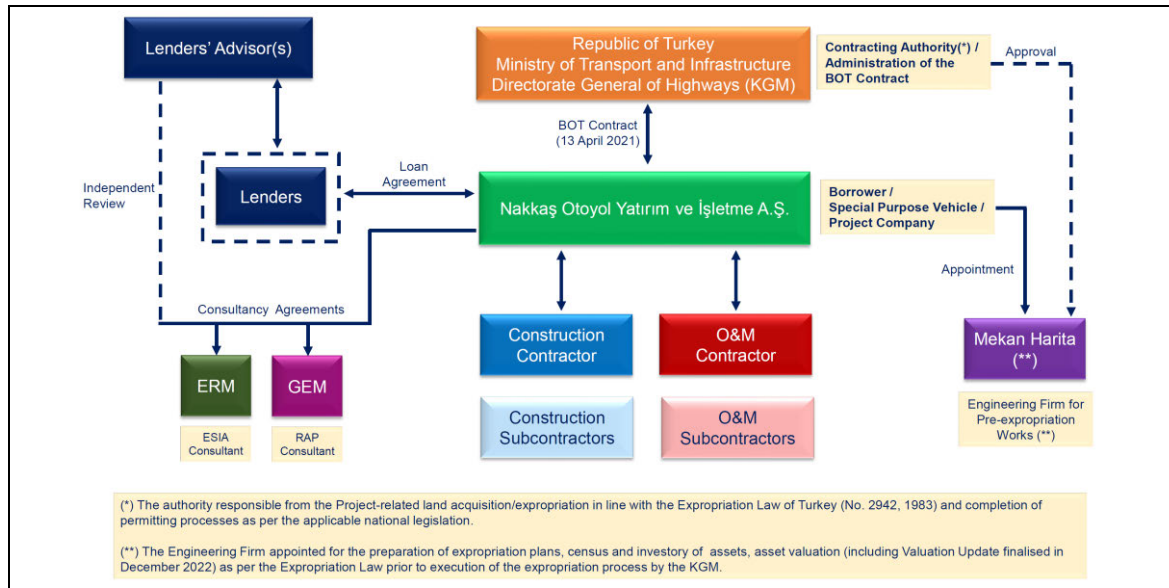 Lenders' Advisor(s)
Republic of Turkey
Ministry of Transport and Infrastructure
Directorate General of Highways (KGM)
Contracting Authority(*) /
Administration of the
BOT Contract
Approval
BOT Contract
(13 April 2021)
Independent
Review
Lenders
Loan
Agreement
Nakkaş Otoyol Yatırım ve İşletme A.Ş.
Borrower /
Special Purpose Vehicle /
Project Company
Appointment
Consultancy Agreements
ERM
GEM
Construction
Contractor
O&M
Contractor
Mekan Harita
(**)
ESIA
Consultant
RAP
Consultant
Construction
Subcontractors
O&M
Subcontractors
Engineering Firm for
Pre-expropriation
Works (**)
(*) The authority responsible from the Project-related land acquisition/expropriation in line with the Expropriation Law of Turkey (No. 2942, 1983) and completion of
permitting processes as per the applicable national legislation.
(**) The Engineering Firm appointed for the preparation of expropriation plans, census and investory of assets, asset valuation (including Valuation Update finalised in
December 2022) as per the Expropriation Law prior to execution of the expropriation process by the KGM.